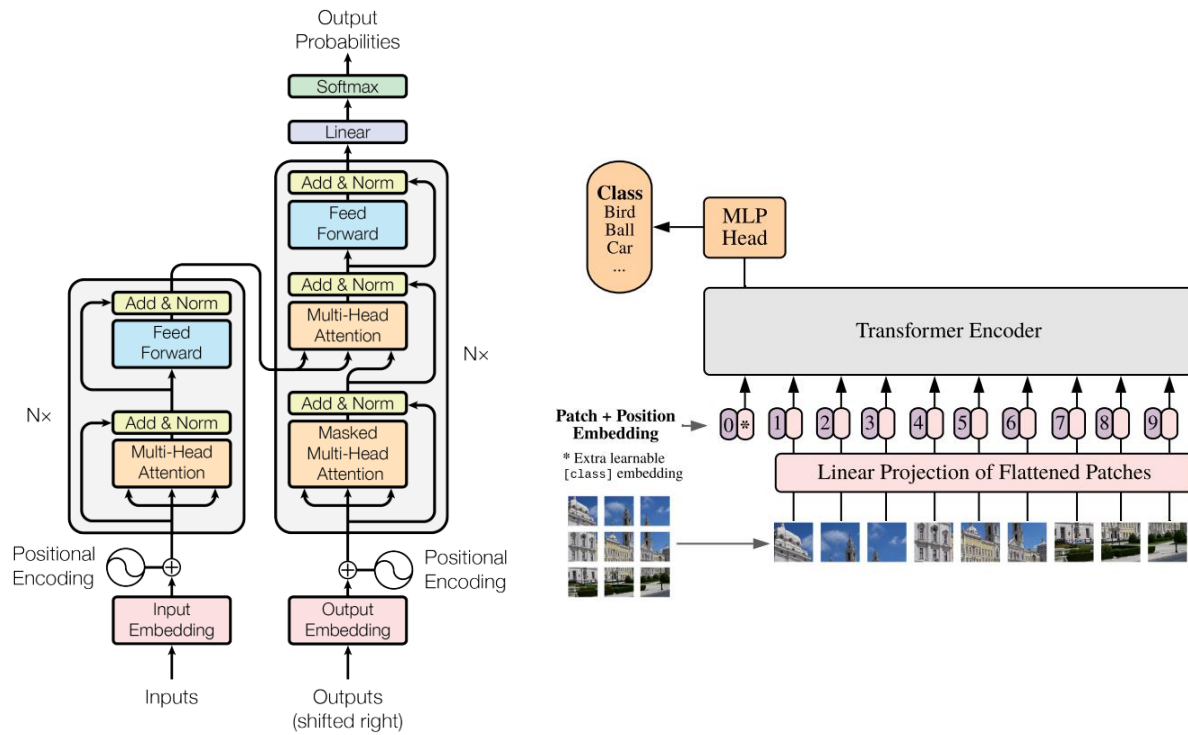 Output
Probabilities
Softmax
Linear
Add & Norm
Feed
Forward
Add & Norm
Multi-Head
Attention
Add & Norm
Masked
Multi-Head
Attention
N×
Add & Norm
Feed
Forward
Add & Norm
Multi-Head
Attention
N×
Positional
Encoding
Positional
Encoding
Input
Embedding
Output
Embedding
Inputs
Outputs
(shifted right)
Class
Bird
Ball
Car
...
MLP
Head
Transformer Encoder
Patch + Position
Embedding
0 * 1 2 3 4 5 6 7 8 9
* Extra learnable
[class] embedding
Linear Projection of Flattened Patches